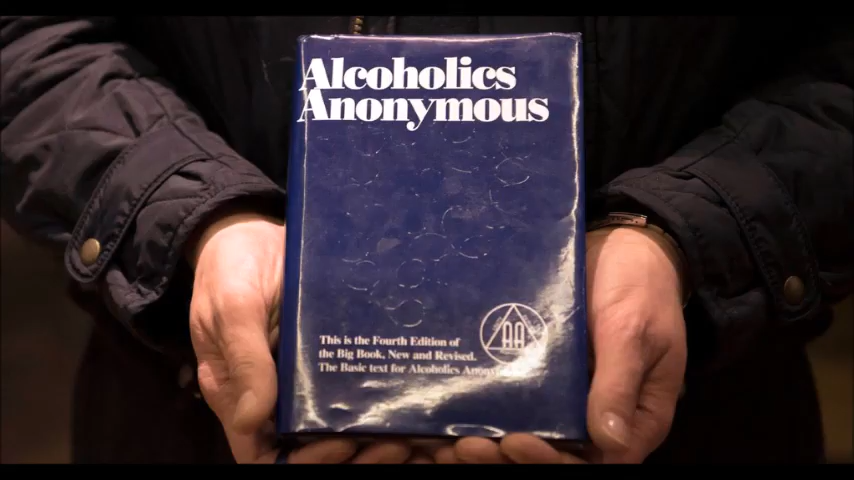 Alcoholics
Anonymous
This is the Fourth Edition of
the Big Book, New and Revised.
The Basic text for Alcoholics
AA